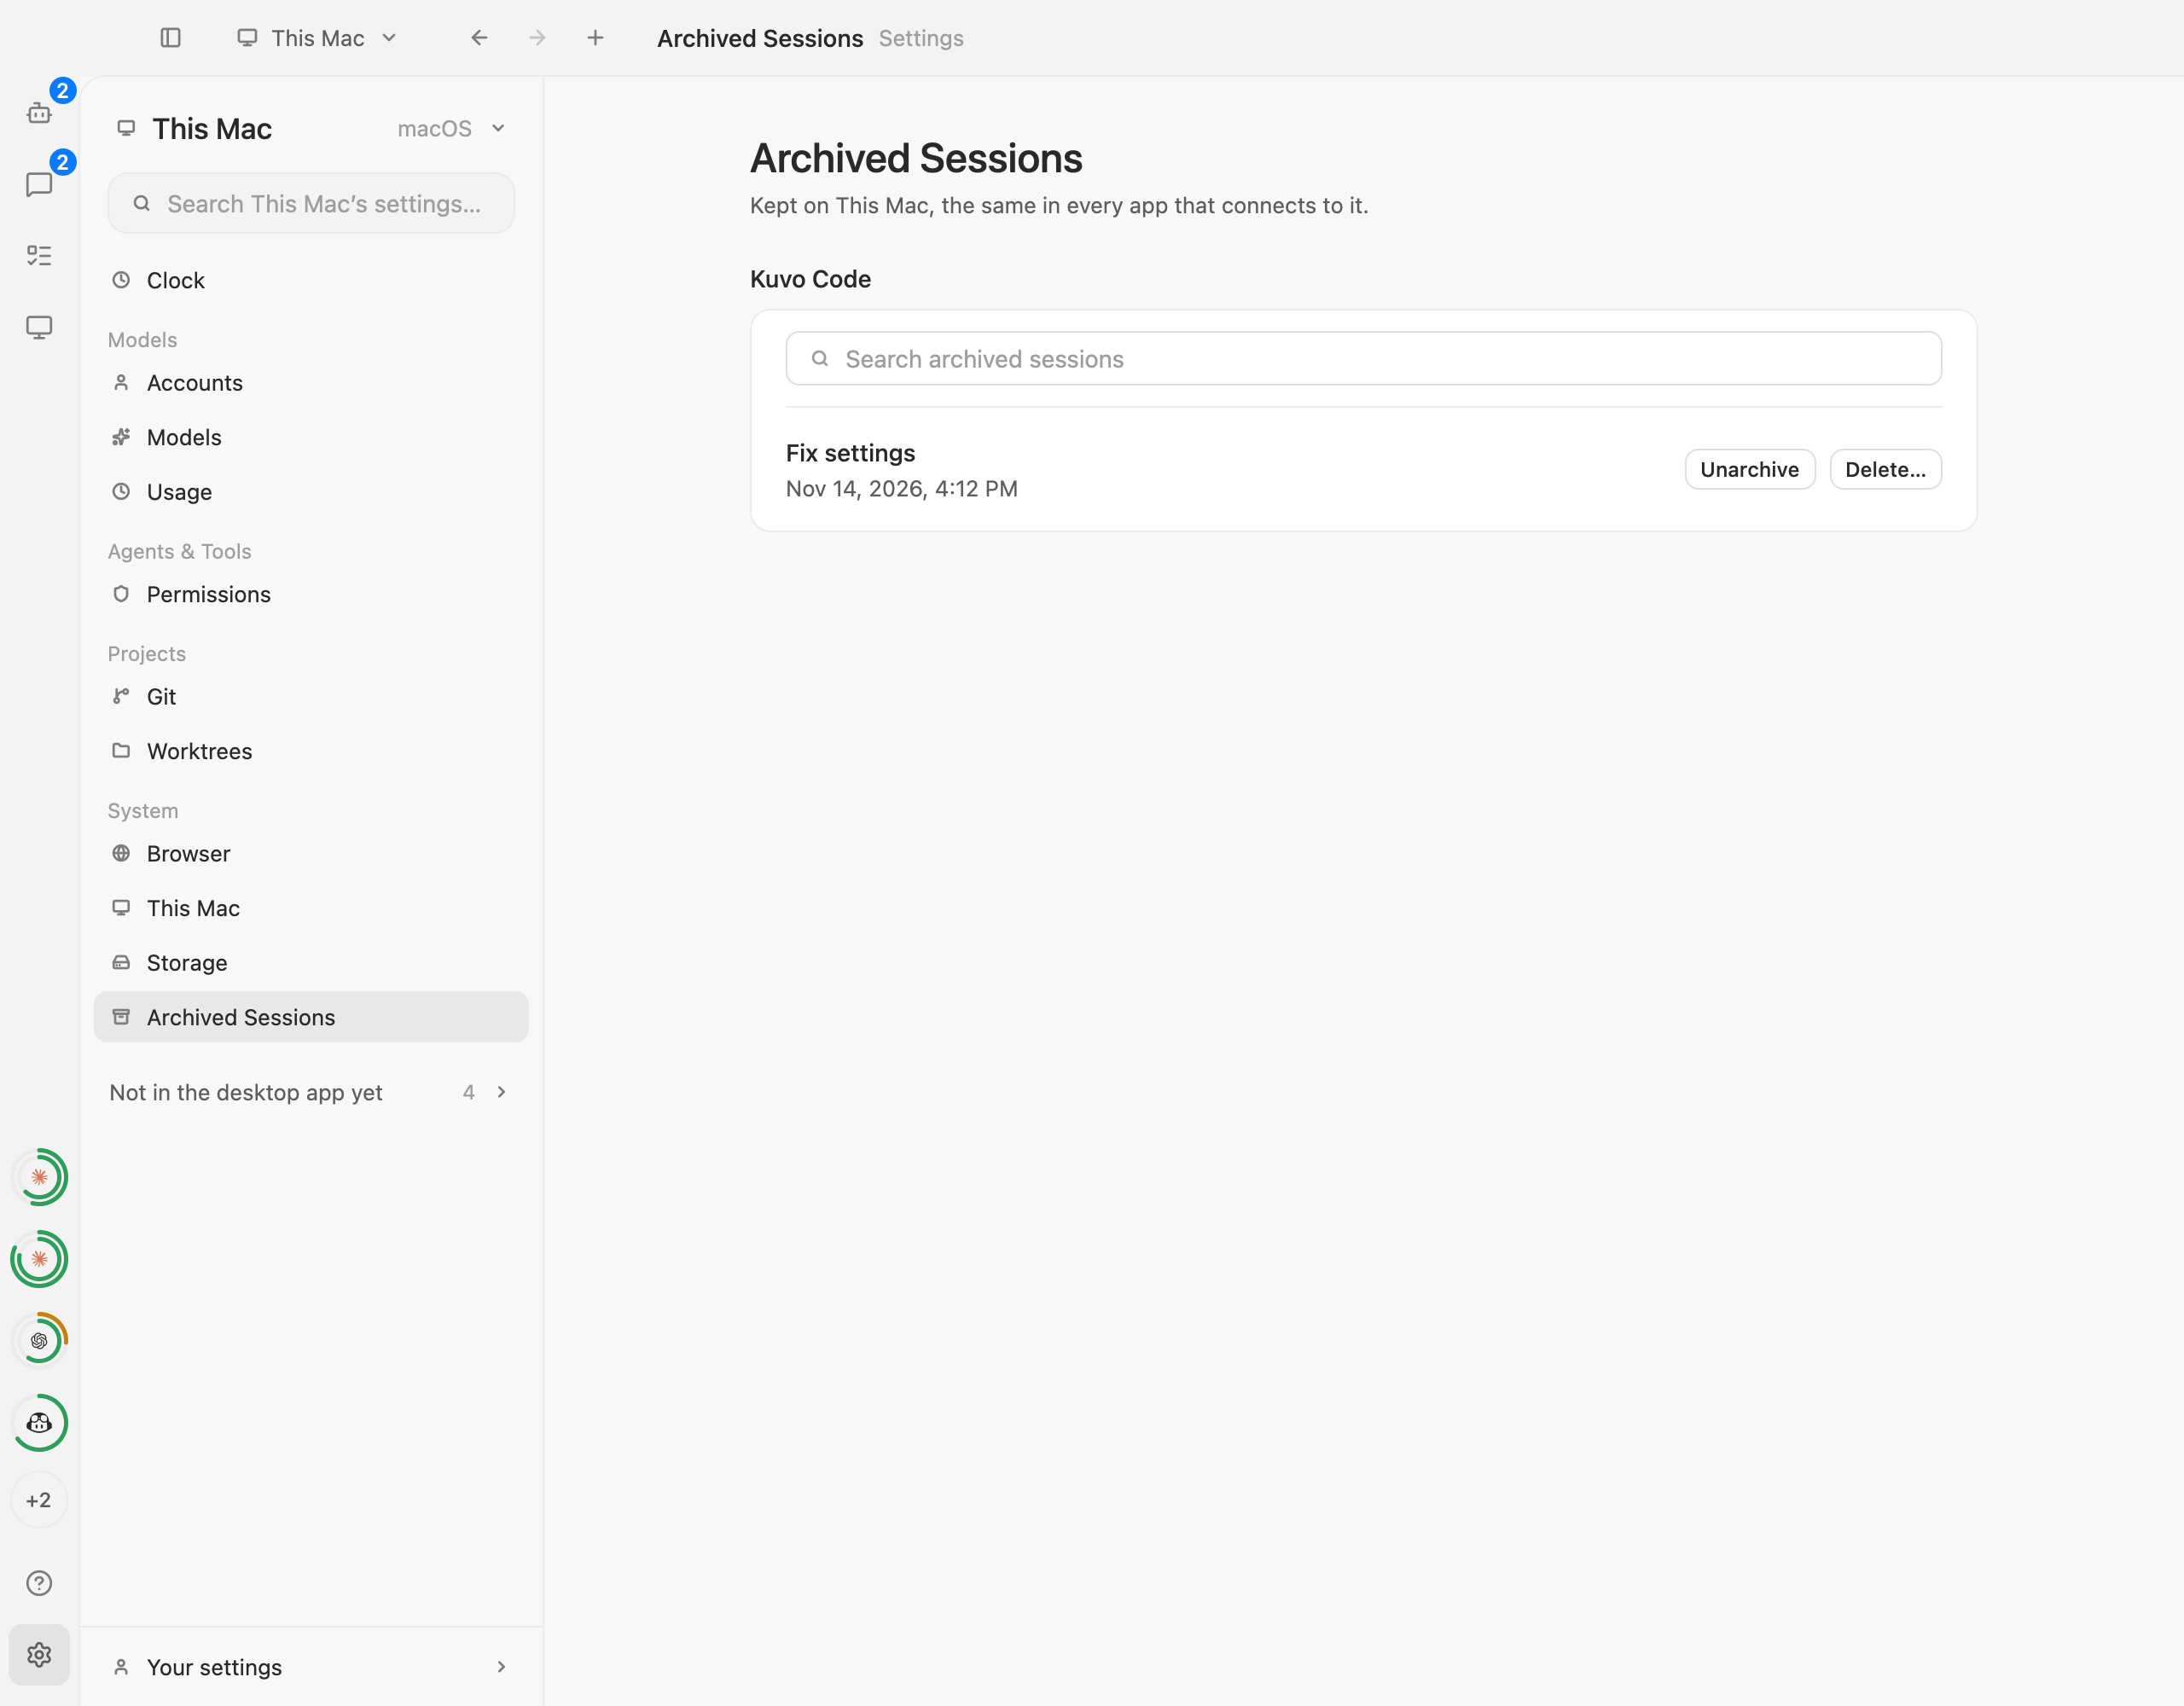 This Mac
Archived Sessions Settings
2
2
This Mac macOS
Search This Mac’s settings...
Clock
Models
Accounts
Models
Usage
Agents & Tools
Permissions
Projects
Git
Worktrees
System
Browser
This Mac
Storage
Archived Sessions
Not in the desktop app yet 4
+2
Your settings
Archived Sessions
Kept on This Mac, the same in every app that connects to it.
Kuvo Code
Search archived sessions
Fix settings
Nov 14, 2026, 4:12 PM
Unarchive
Delete...